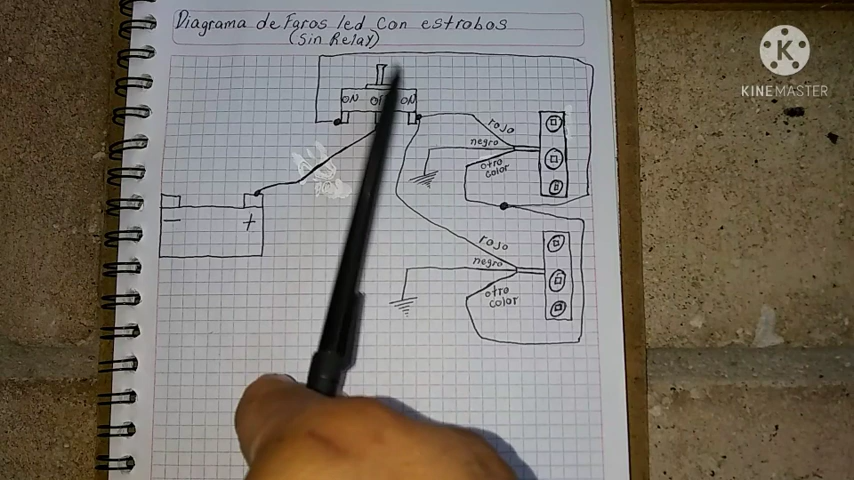 Diagrama de Faros led con estrobos
(Sin Relay)
KINEMASTER
ON OF ON
rojo
negro
otro
color
- +
rojo
negro
otro
color